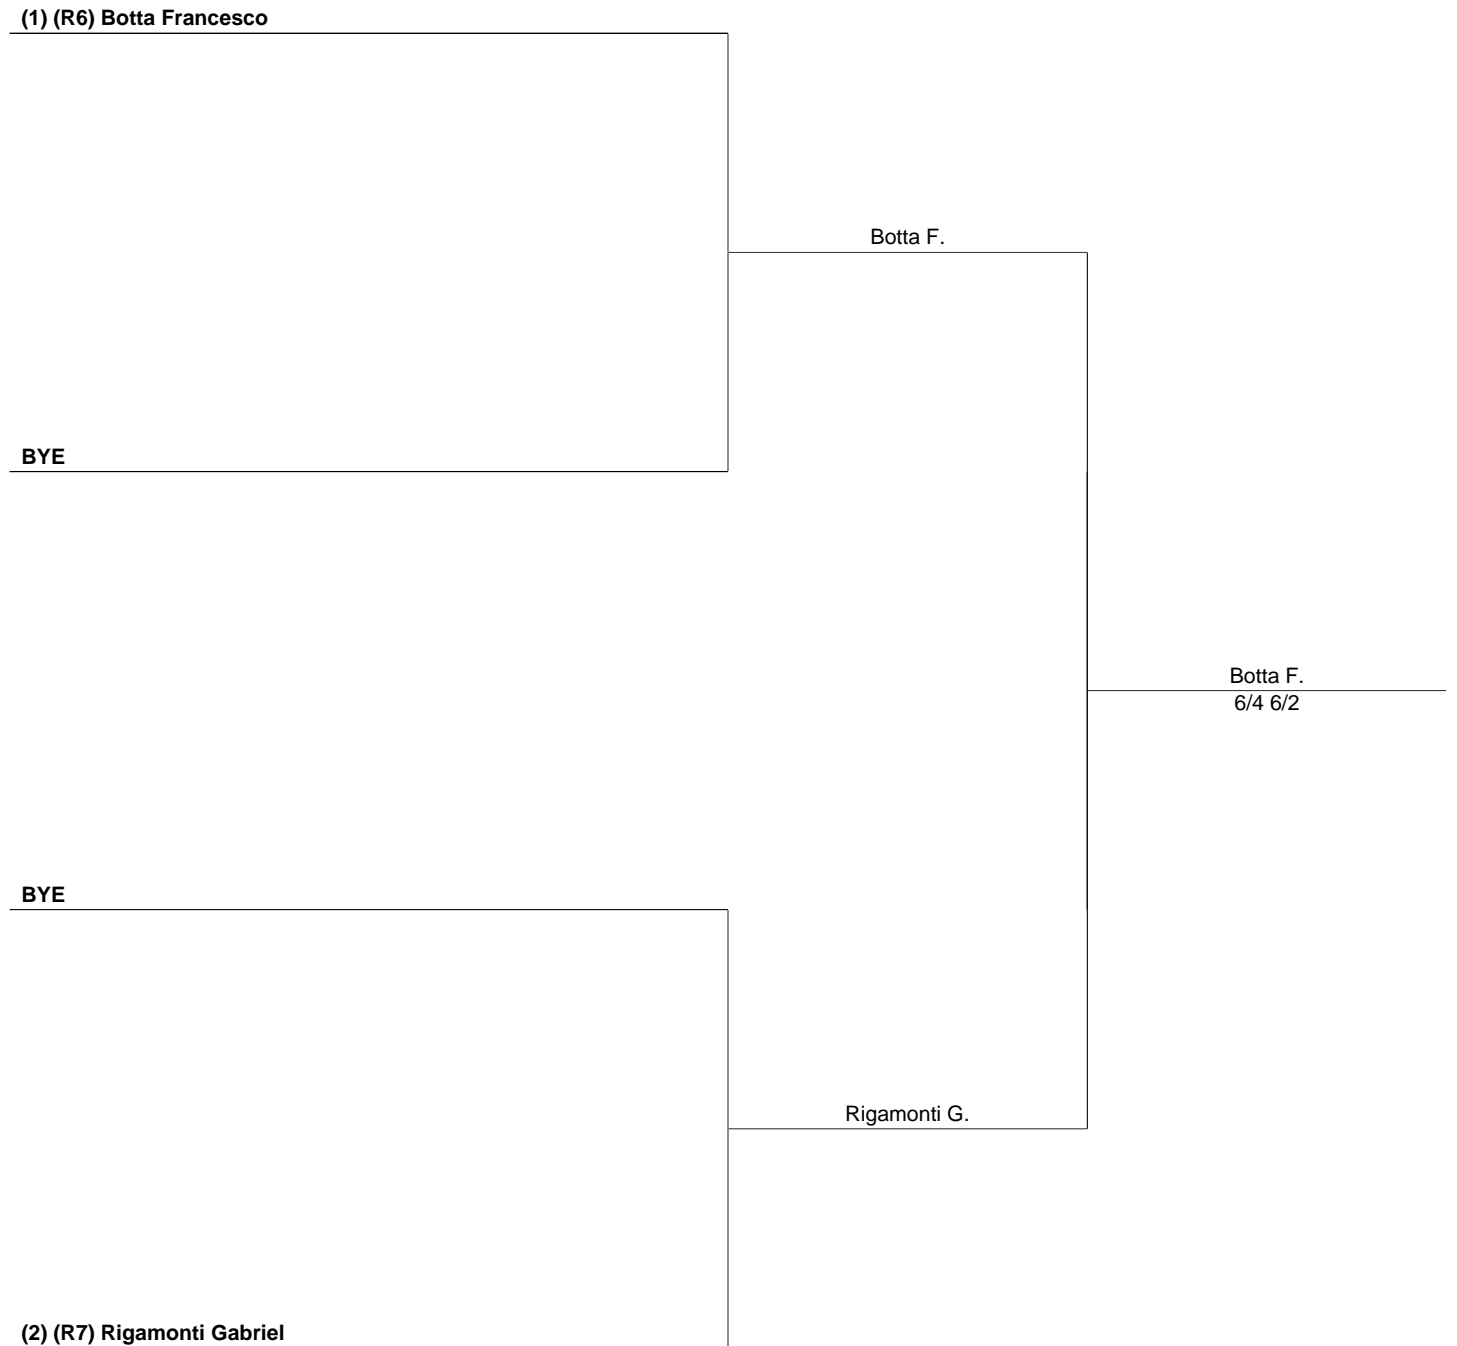 (1) (R6) Botta Francesco
Botta F.
BYE
Botta F.
6/4 6/2
BYE
Rigamonti G.
(2) (R7) Rigamonti Gabriel